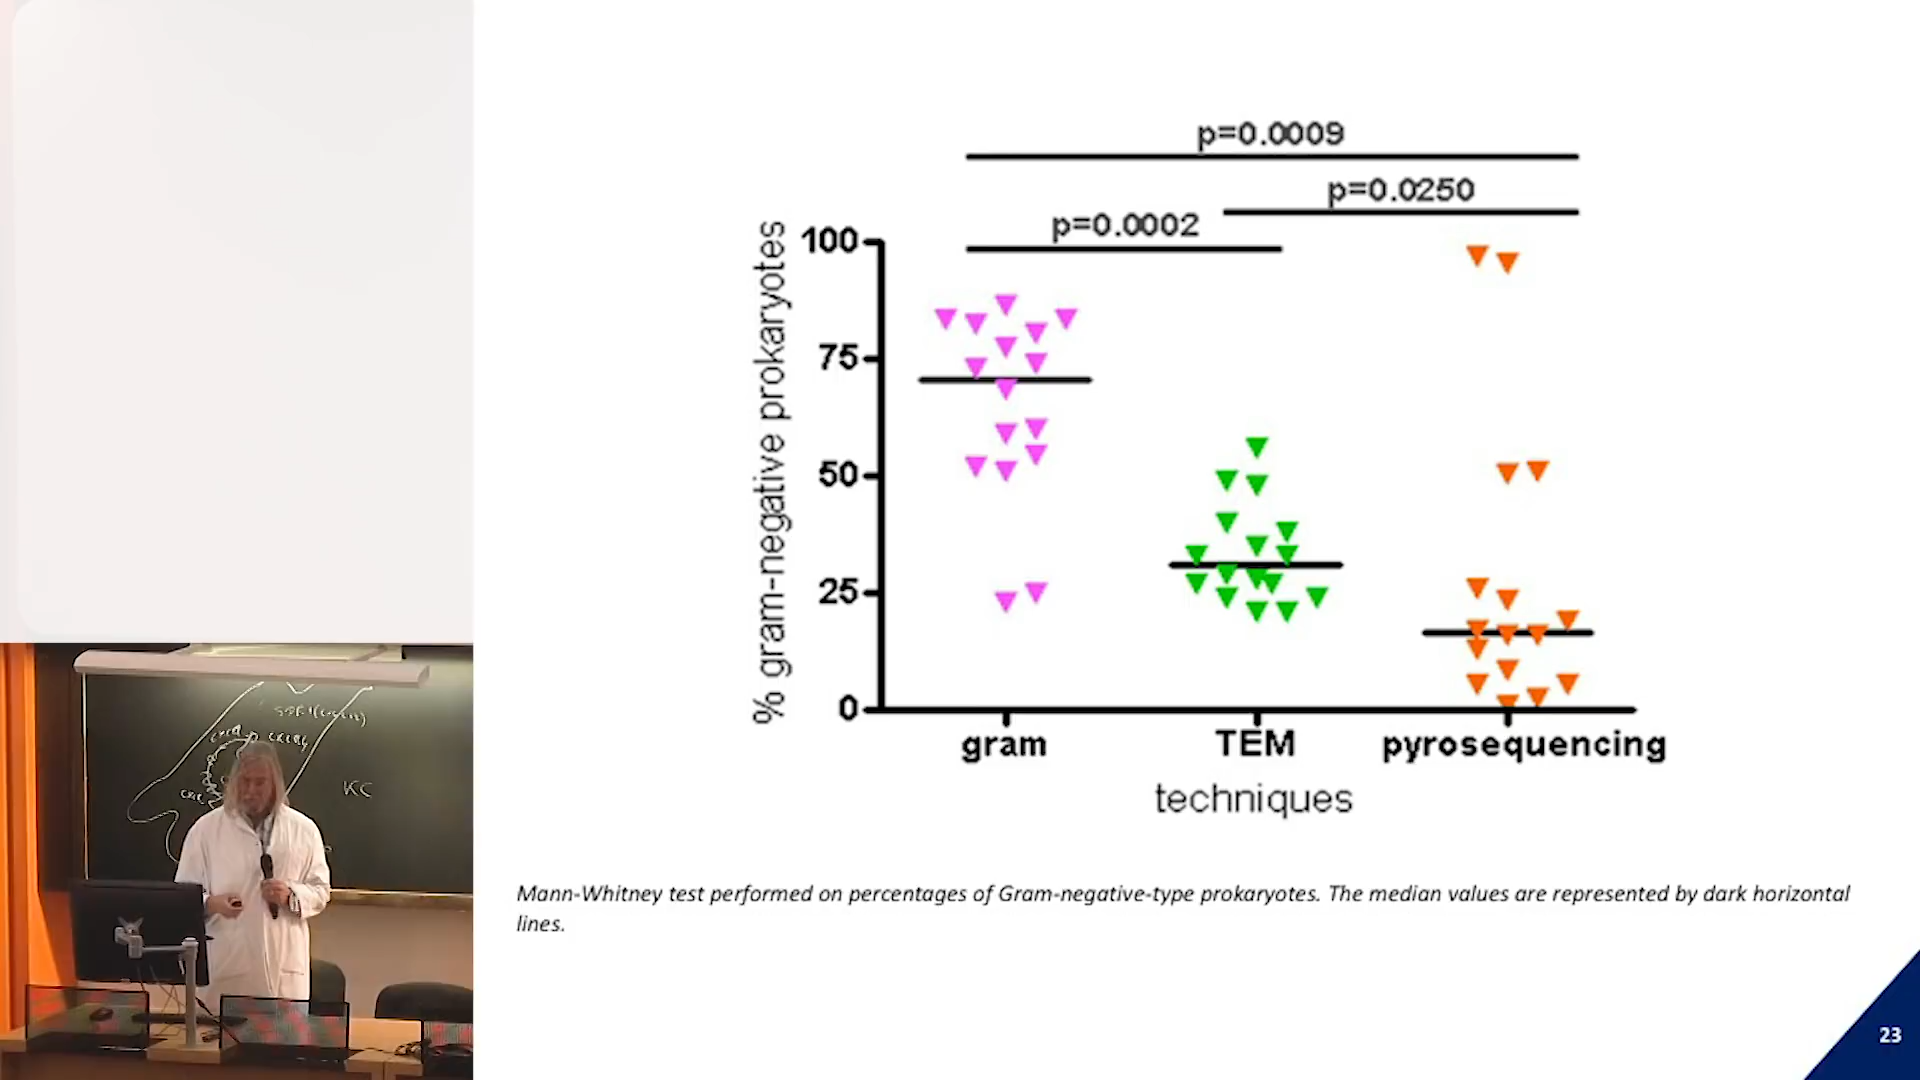 p=0.0009
p=0.0250
p=0.0002
% gram-negative prokaryotes
100
75
50
25
0
gram
TEM
pyrosequencing
techniques
Mann-Whitney test performed on percentages of Gram-negative-type prokaryotes. The median values are represented by dark horizontal
lines.
23
KC